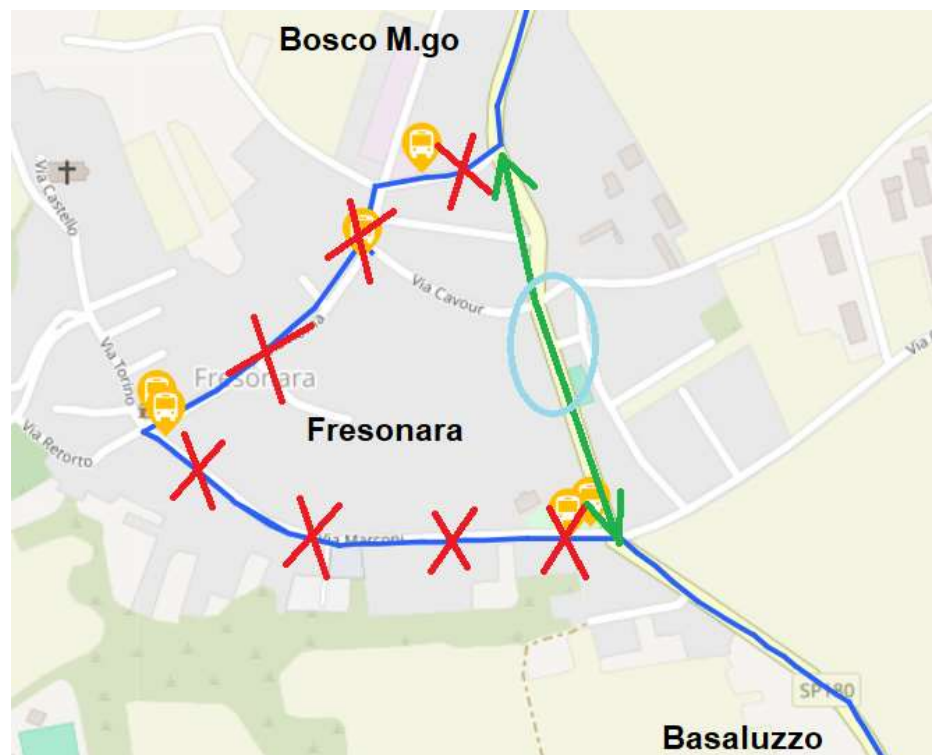 Bosco M.go
Via Castello
Via Cavour
Via Torino
Fresonara
Fresonara
Via Retorto
Via Marconi
SP180
Basaluzzo